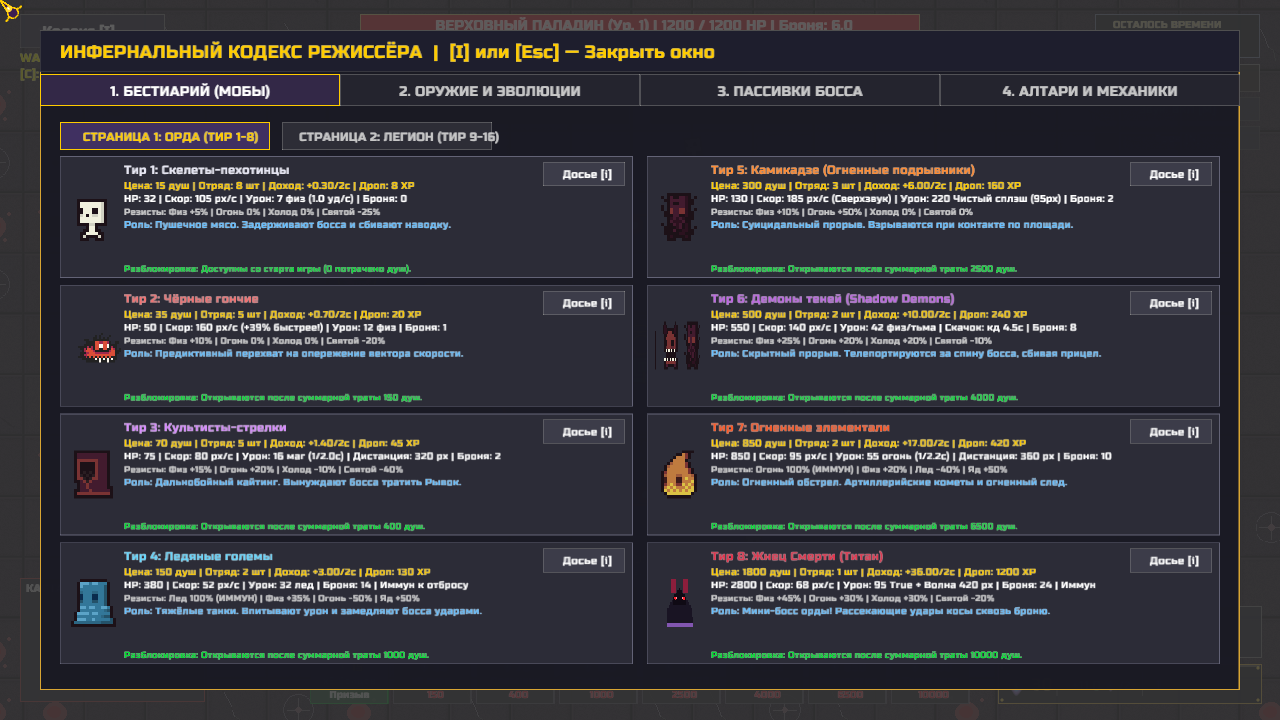 ВЕРХОВНЫЙ ПАЛАДИН (Ур. 1) | 1200 / 1200 HP | Броня: 6.0
ОСТАЛОСЬ ВРЕМЕНИ
ИНФЕРНАЛЬНЫЙ КОДЕКС РЕЖИССЁРА | [I] или [Esc] — Закрыть окно
1. БЕСТИАРИЙ (МОБЫ)
2. ОРУЖИЕ И ЭВОЛЮЦИИ
3. ПАССИВКИ БОССА
4. АЛТАРИ И МЕХАНИКИ
СТРАНИЦА 1: ОРДА (ТИР 1-8)
СТРАНИЦА 2: ЛЕГИОН (ТИР 9-16)
Тир 1: Скелеты-пехотинцы
Досье [i]
Цена: 15 душ | Отряд: 8 шт | Доход: +0.30/2с | Дроп: 8 XP
HP: 32 | Скор: 105 px/с | Урон: 7 физ (1.0 уд/с) | Броня: 0
Резисты: Физ +5% | Огонь 0% | Холод 0% | Святой -25%
Роль: Пушечное мясо. Задерживают босса и сбивают наводку.
Разблокировка: Доступны со старта игры (0 потрачено душ).
Тир 2: Чёрные гончие
Досье [i]
Цена: 35 душ | Отряд: 5 шт | Доход: +0.70/2с | Дроп: 20 XP
HP: 50 | Скор: 160 px/с (+39% быстрее!) | Урон: 12 физ | Броня: 1
Резисты: Физ +10% | Огонь 0% | Холод 0% | Святой -20%
Роль: Предиктивный перехват на опережение вектора скорости.
Разблокировка: Открываются после суммарной траты 150 душ.
Тир 3: Культисты-стрелки
Досье [i]
Цена: 70 душ | Отряд: 5 шт | Доход: +1.40/2с | Дроп: 45 XP
HP: 75 | Скор: 80 px/с | Урон: 16 маг (1/2.0с) | Дистанция: 320 px | Броня: 2
Резисты: Физ +15% | Огонь +20% | Холод -10% | Святой -40%
Роль: Дальнобойный кайтинг. Вынуждают босса тратить Рывок.
Разблокировка: Открываются после суммарной траты 400 душ.
Тир 4: Ледяные големы
Досье [i]
Цена: 150 душ | Отряд: 2 шт | Доход: +3.00/2с | Дроп: 130 XP
HP: 380 | Скор: 52 px/с | Урон: 32 лед | Броня: 14 | Иммун к отбросу
Резисты: Лед 100% (ИММУН) | Физ +35% | Огонь -50% | Яд +50%
Роль: Тяжёлые танки. Впитывают урон и замедляют босса ударами.
Разблокировка: Открываются после суммарной траты 1000 душ.
Тир 5: Камикадзе (Огненные подрывники)
Досье [i]
Цена: 300 душ | Отряд: 3 шт | Доход: +6.00/2с | Дроп: 160 XP
HP: 130 | Скор: 185 px/с (Сверхзвук) | Урон: 220 Чистый сплэш (95px) | Броня: 2
Резисты: Физ +10% | Огонь +50% | Холод 0% | Святой 0%
Роль: Суицидальный прорыв. Взрываются при контакте по площади.
Разблокировка: Открываются после суммарной траты 2500 душ.
Тир 6: Демоны теней (Shadow Demons)
Досье [i]
Цена: 500 душ | Отряд: 2 шт | Доход: +10.00/2с | Дроп: 240 XP
HP: 550 | Скор: 140 px/с | Урон: 42 физ/тьма | Скачок: кд 4.5с | Броня: 8
Резисты: Физ +25% | Огонь +20% | Холод +20% | Святой -10%
Роль: Скрытный прорыв. Телепортируются за спину босса, сбивая прицел.
Разблокировка: Открываются после суммарной траты 4000 душ.
Тир 7: Огненные элементали
Досье [i]
Цена: 850 душ | Отряд: 2 шт | Доход: +17.00/2с | Дроп: 420 XP
HP: 850 | Скор: 95 px/с | Урон: 55 огонь (1/2.2с) | Дистанция: 360 px | Броня: 10
Резисты: Огонь 100% (ИММУН) | Физ +20% | Лед -40% | Яд +50%
Роль: Огненный обстрел. Артиллерийские кометы и огненный след.
Разблокировка: Открываются после суммарной траты 6500 душ.
Тир 8: Жнец Смерти (Титан)
Досье [i]
Цена: 1800 душ | Отряд: 1 шт | Доход: +36.00/2с | Дроп: 1200 XP
HP: 2800 | Скор: 68 px/с | Урон: 95 True + Волна 420 px | Броня: 24 | Иммун
Резисты: Физ +45% | Огонь +30% | Холод +30% | Святой -20%
Роль: Мини-босс орды! Рассекающие удары косы сквозь броню.
Разблокировка: Открываются после суммарной траты 10000 душ.
Призыв 150 400 1000 2500 4000 6500 10000